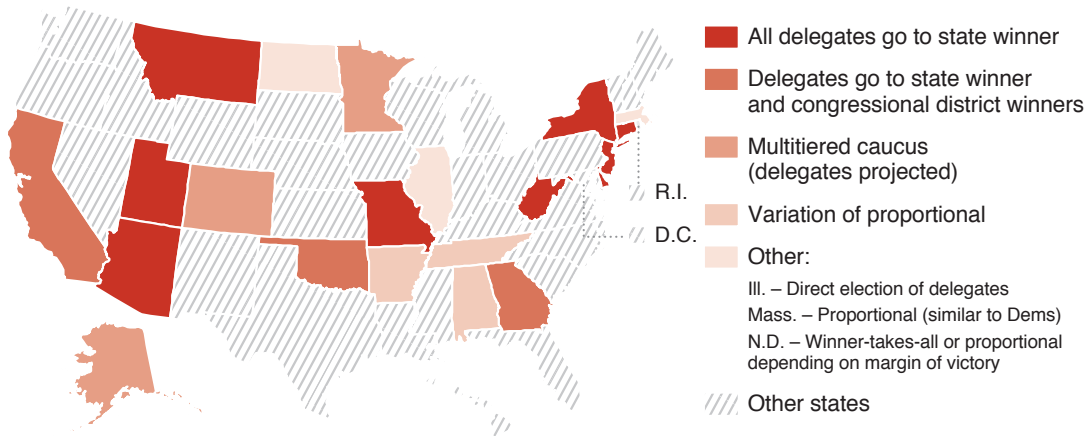 All delegates go to state winner
Delegates go to state winner
and congressional district winners
Multitiered caucus
(delegates projected)
R.I.
Variation of proportional
D.C.
Other:
Ill. – Direct election of delegates
Mass. – Proportional (similar to Dems)
N.D. – Winner-takes-all or proportional
depending on margin of victory
Other states